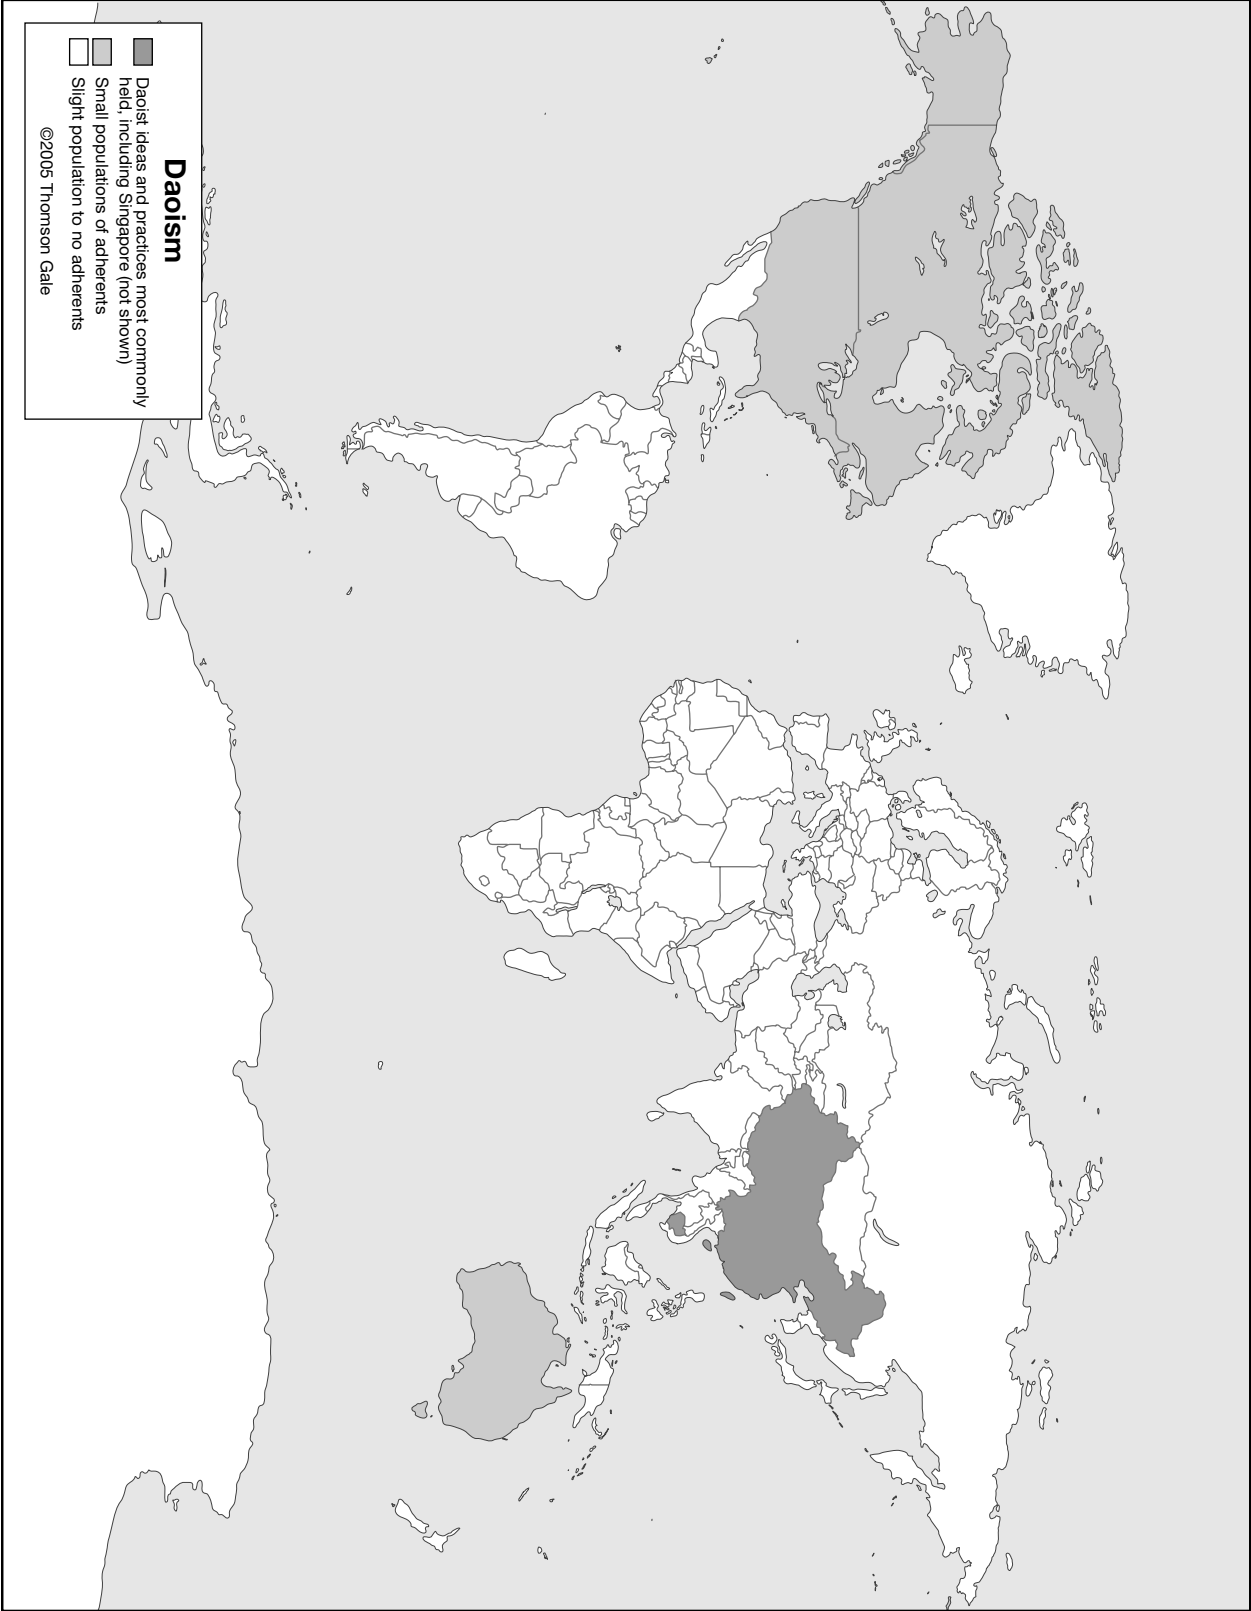 Daoism
Daoist ideas and practices most commonly
held, including Singapore (not shown)
Small populations of adherents
Slight population to no adherents
©2005 Thomson Gale